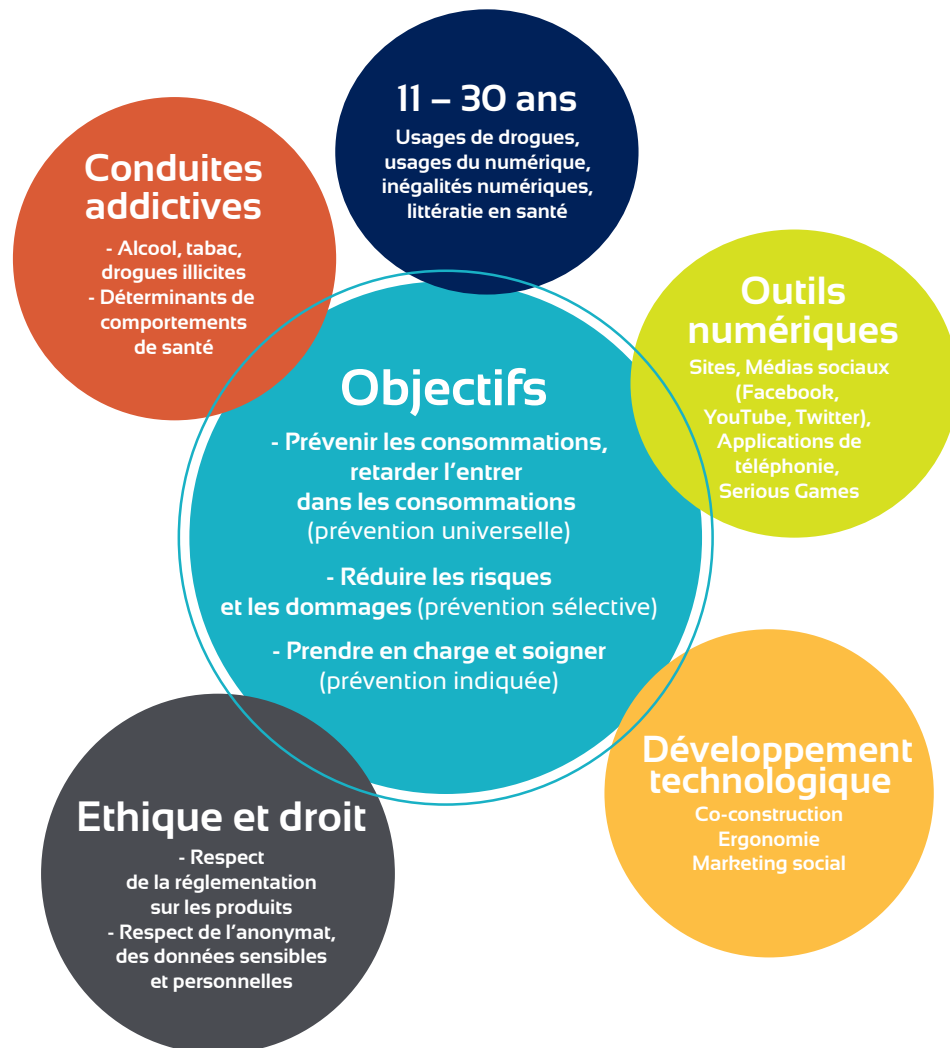 11 – 30 ans
Usages de drogues,
usages du numérique,
inégalités numériques,
littératie en santé
Conduites
addictives
- Alcool, tabac,
drogues illicites
- Déterminants de
comportements
de santé
Outils
numériques
Sites, Médias sociaux
(Facebook,
YouTube, Twitter),
Applications de
téléphonie,
Serious Games
Objectifs
- Prévenir les consommations,
retarder l'entrer
dans les consommations
(prévention universelle)
- Réduire les risques
et les dommages (prévention sélective)
- Prendre en charge et soigner
(prévention indiquée)
Développement
technologique
Co-construction
Ergonomie
Marketing social
Ethique et droit
- Respect
de la réglementation
sur les produits
- Respect de l'anonymat,
des données sensibles
et personnelles